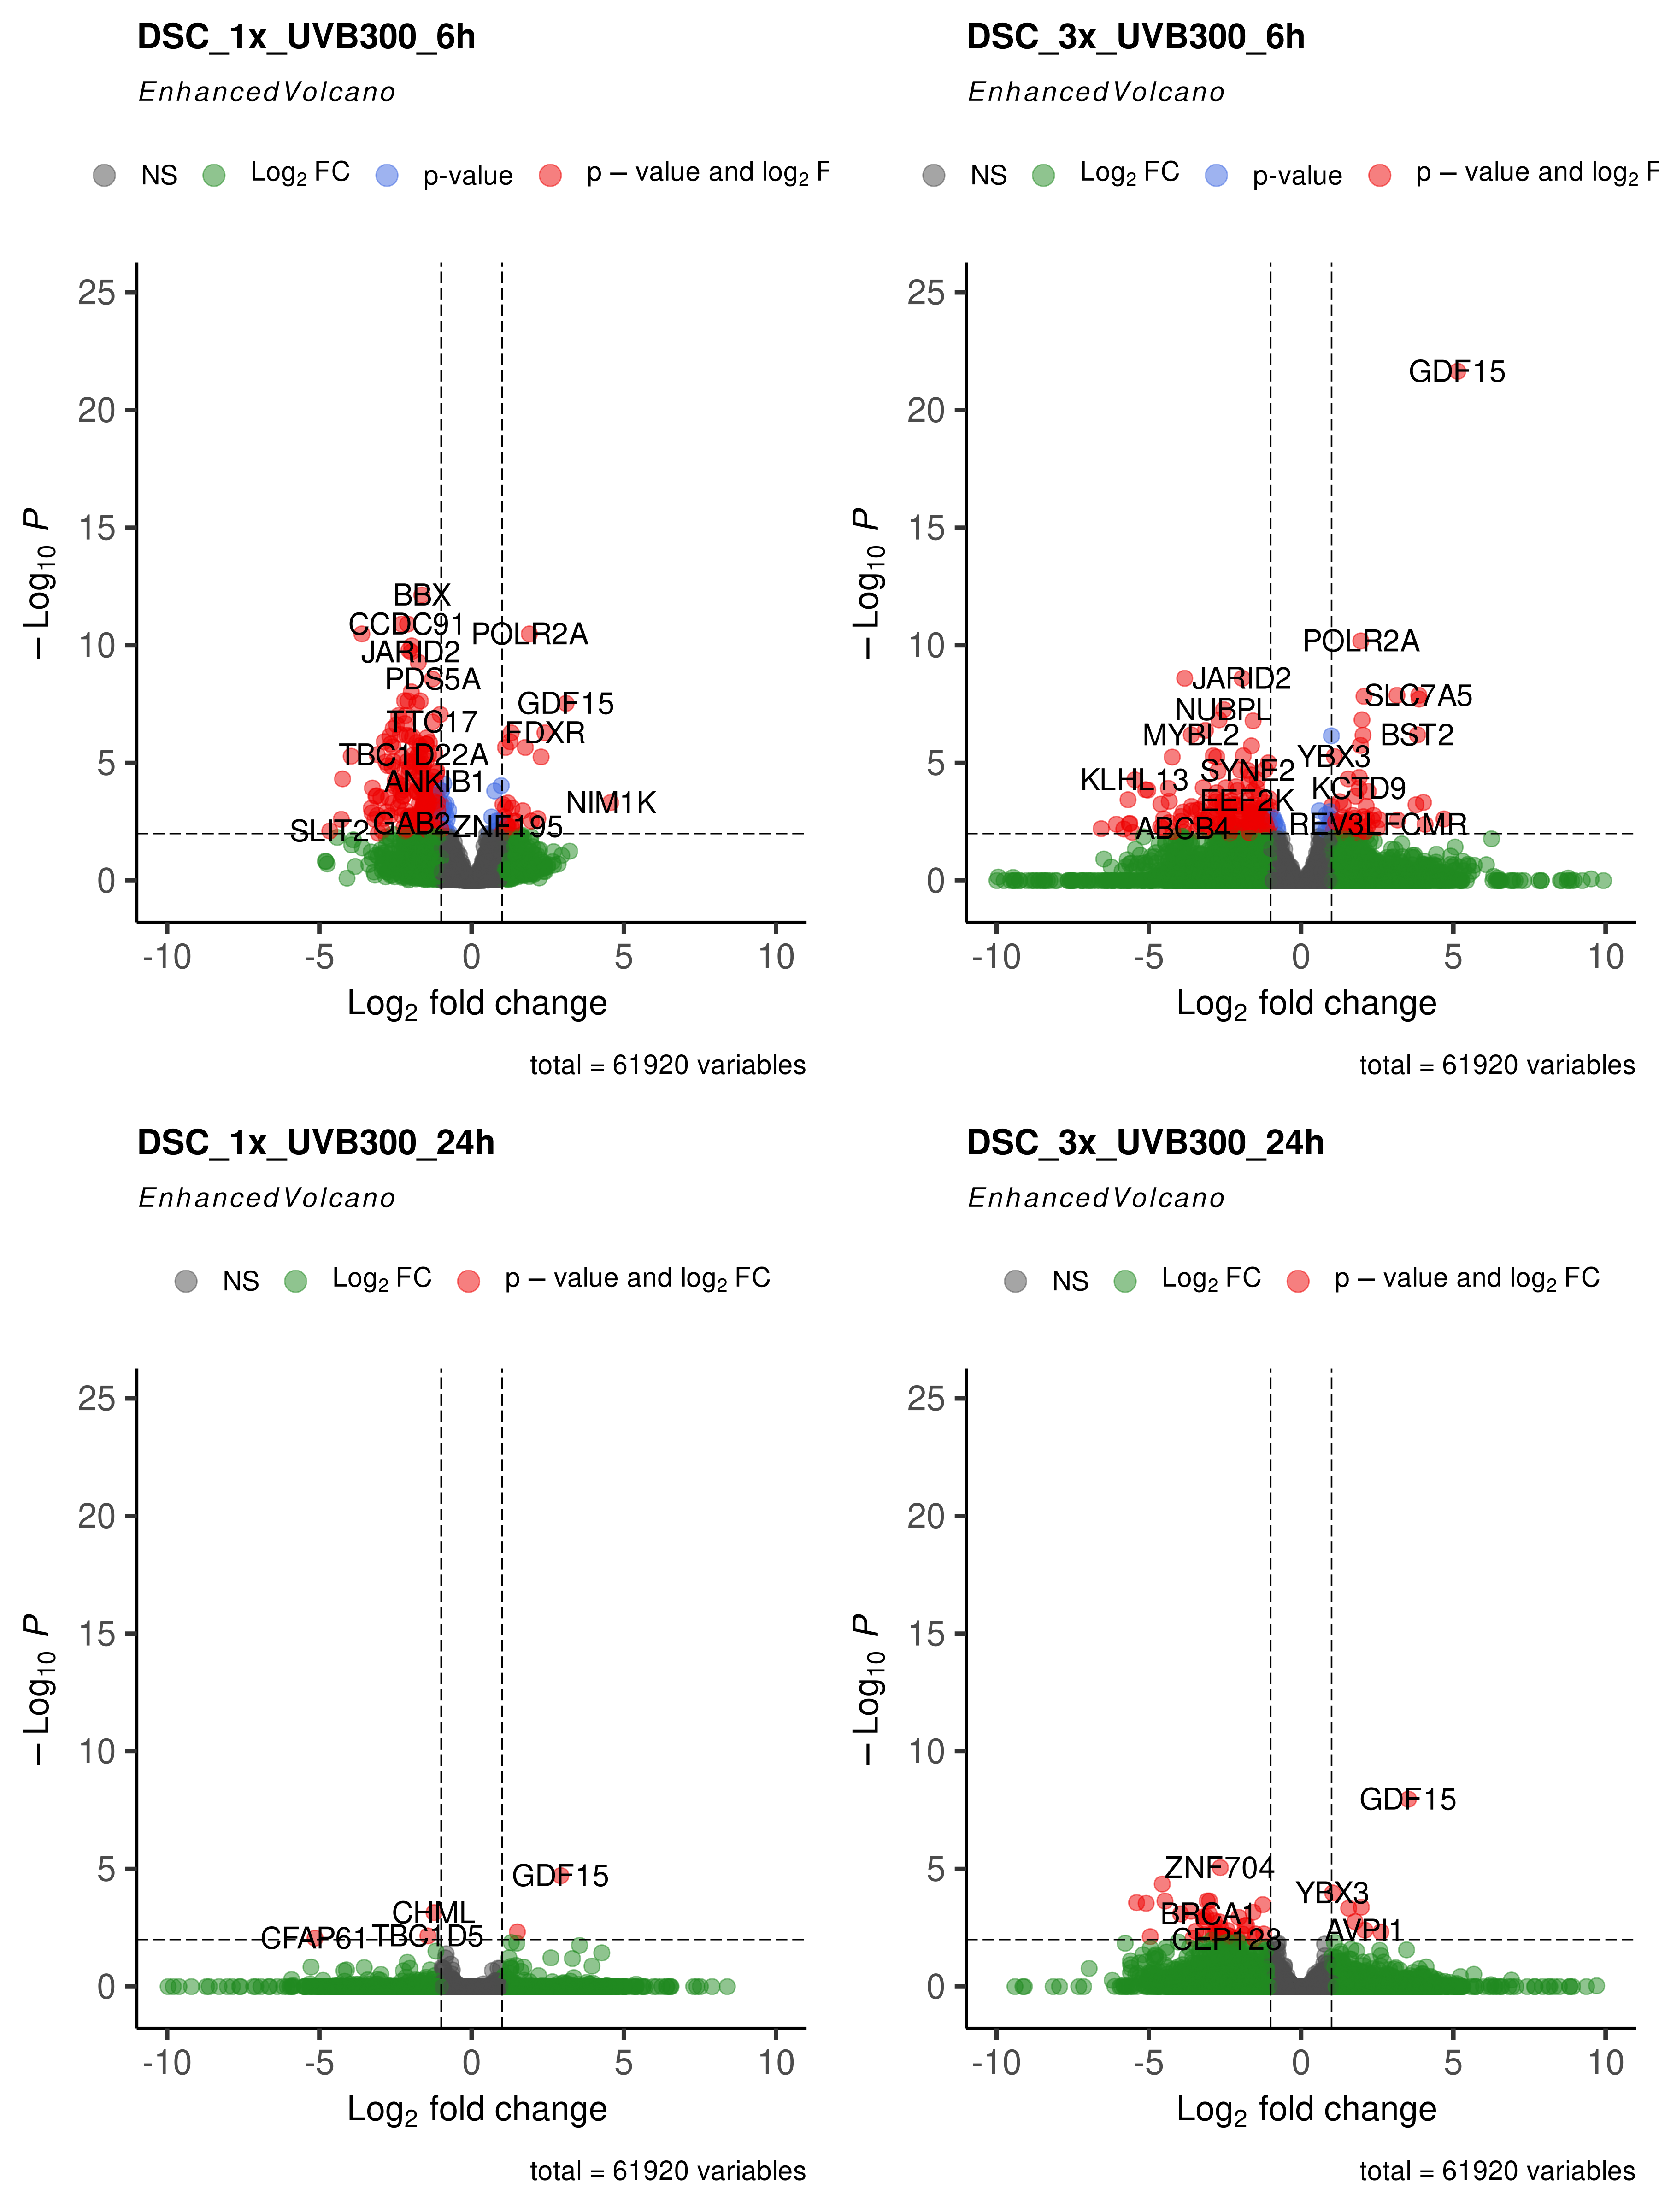 DSC_1x_UVB300_6h
EnhancedVolcano
NS Log2 FC p-value p – value and log2 F
25
20
15
10
5
0
– Log10 P
BBX
CCDC91
POLR2A
JARID2
PDS5A
GDF15
TTC17
FDXR
TBC1D22A
ANKIB1
NIM1K
SLIT2
GAB2
ZNF195
-10 -5 0 5 10
Log2 fold change
total = 61920 variables
DSC_3x_UVB300_6h
EnhancedVolcano
NS Log2 FC p-value p – value and log2 F
25
20
15
10
5
0
– Log10 P
GDF15
POLR2A
JARID2
SLC7A5
NUBPL
MYBL2
BST2
YBX3
SYNE2
KLHL13
KCTD9
EEF2K
ABCB4
REV3L
FCMR
-10 -5 0 5 10
Log2 fold change
total = 61920 variables
DSC_1x_UVB300_24h
EnhancedVolcano
NS Log2 FC p – value and log2 FC
25
20
15
10
5
0
– Log10 P
GDF15
CHML
CFAP61
TBC1D5
-10 -5 0 5 10
Log2 fold change
total = 61920 variables
DSC_3x_UVB300_24h
EnhancedVolcano
NS Log2 FC p – value and log2 FC
25
20
15
10
5
0
– Log10 P
GDF15
ZNF704
YBX3
BRCA1
AVPI1
CEP128
-10 -5 0 5 10
Log2 fold change
total = 61920 variables